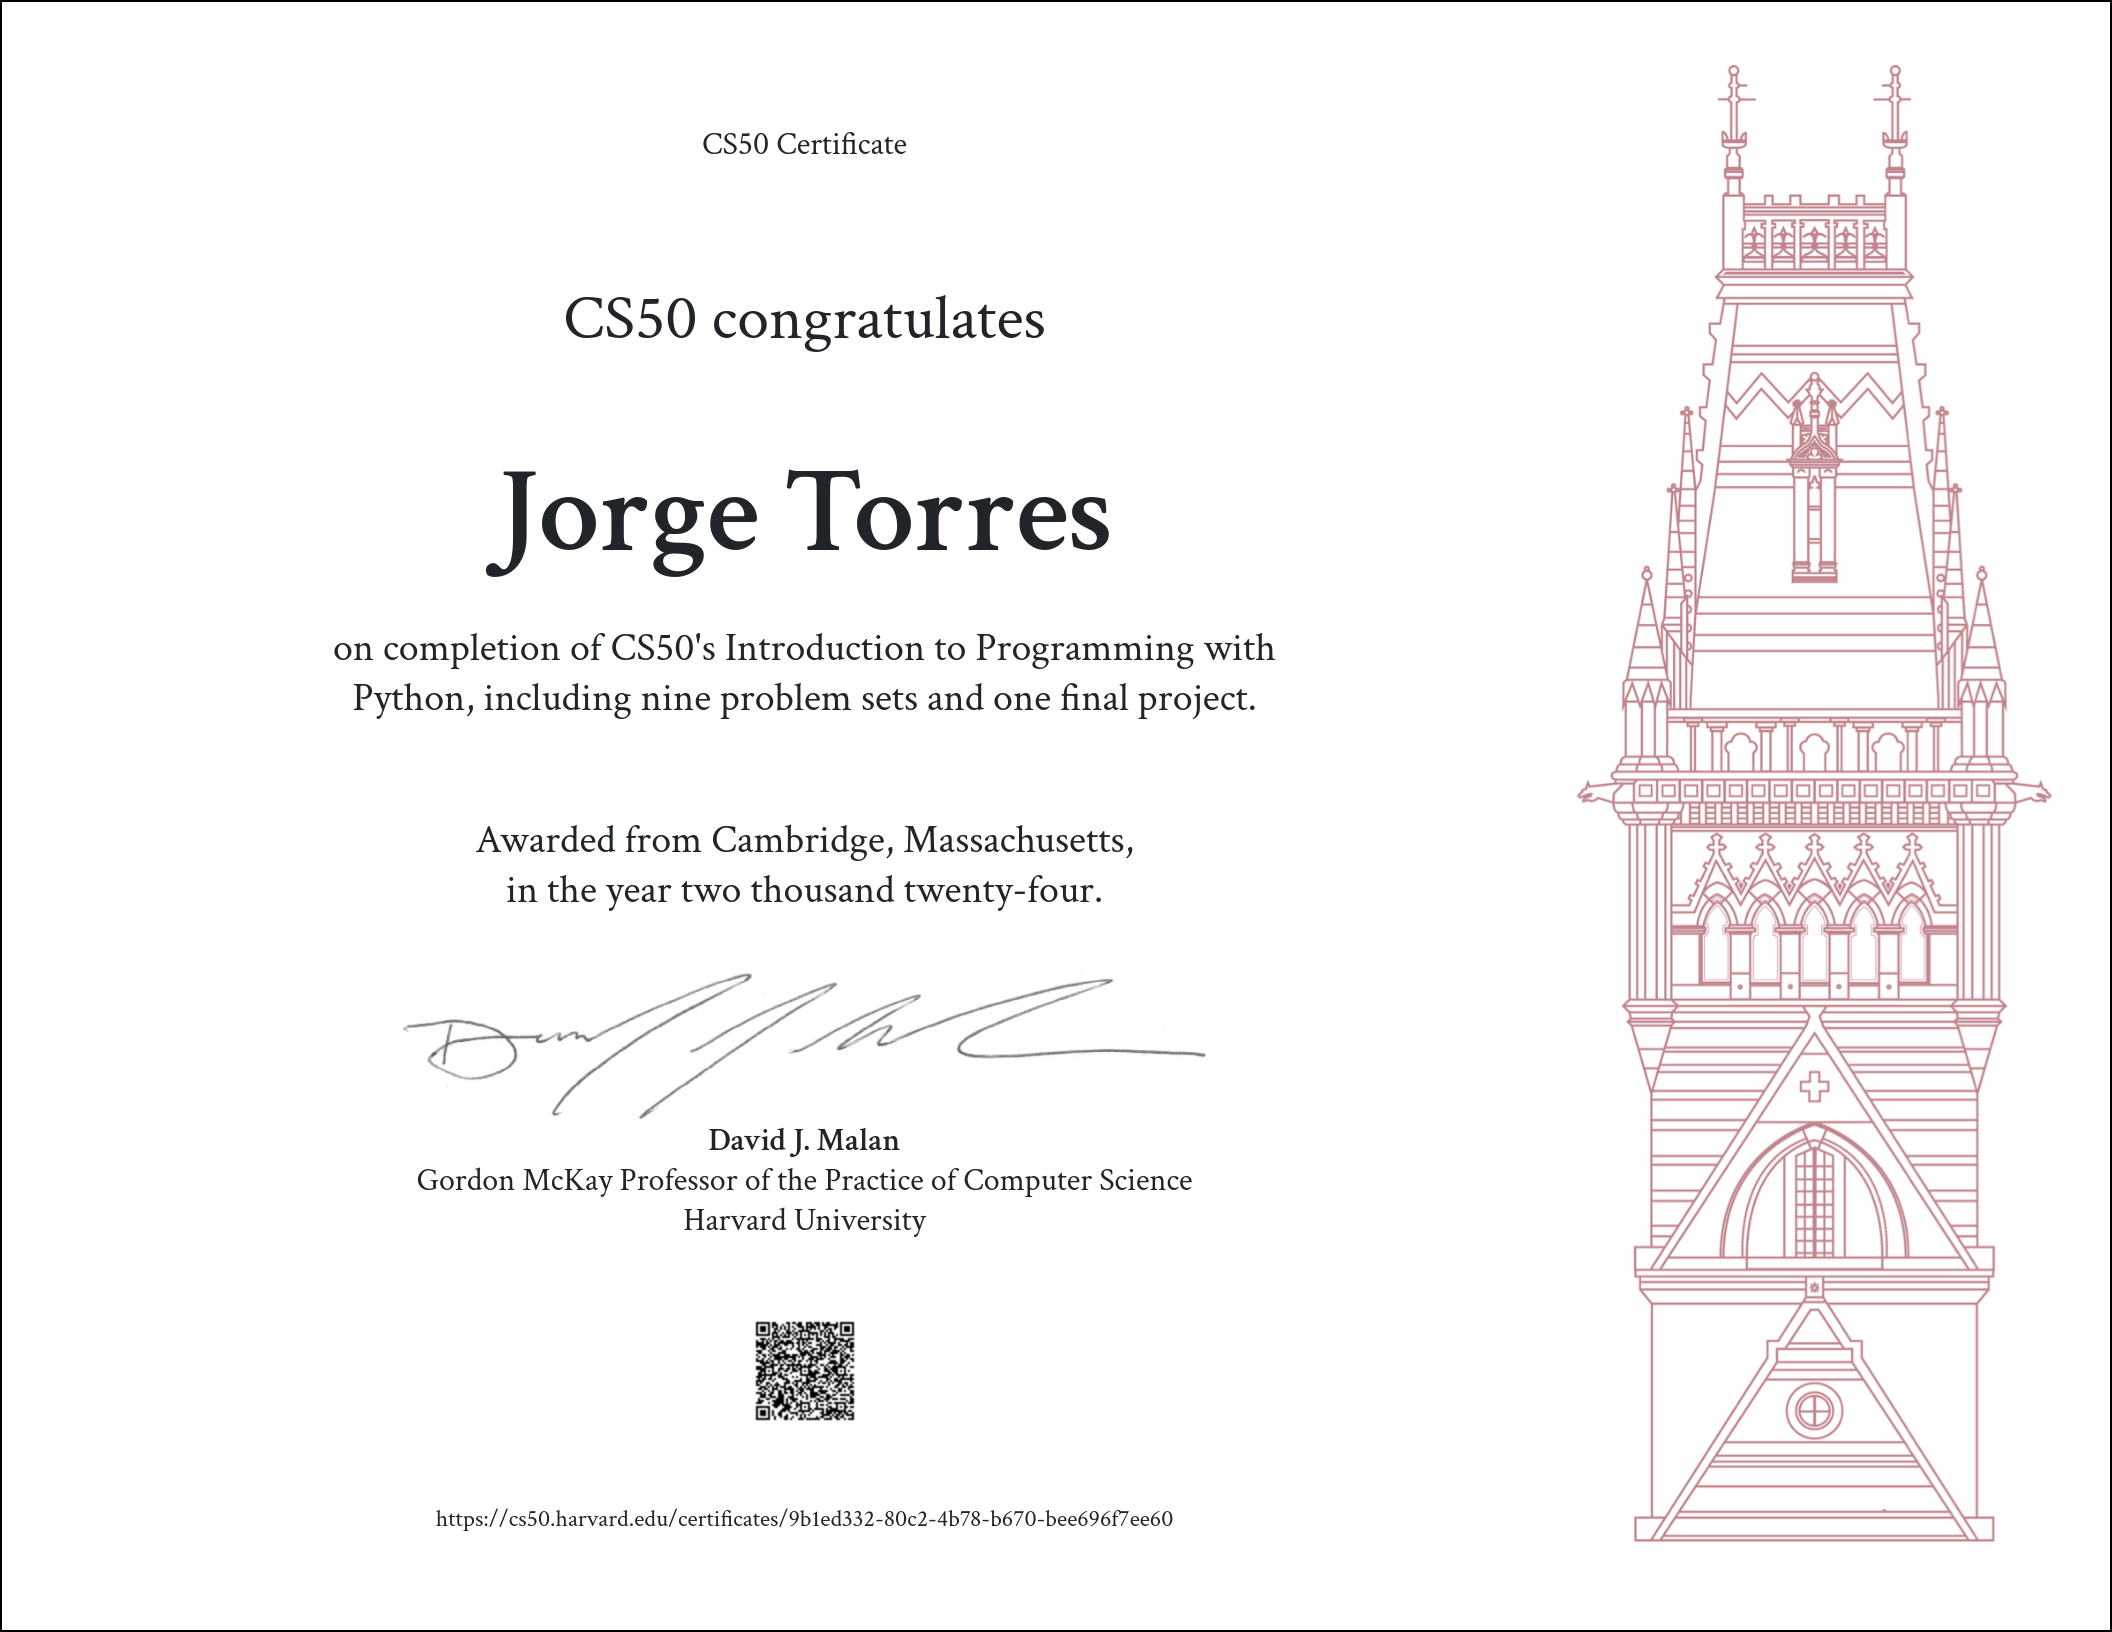 CS50 Certificate
CS50 congratulates
Jorge Torres
on completion of CS50's Introduction to Programming with
Python, including nine problem sets and one final project.
Awarded from Cambridge, Massachusetts,
in the year two thousand twenty-four.
David J. Malan
Gordon McKay Professor of the Practice of Computer Science
Harvard University
https://cs50.harvard.edu/certificates/9b1ed332-80c2-4b78-b670-bee696f7ee60